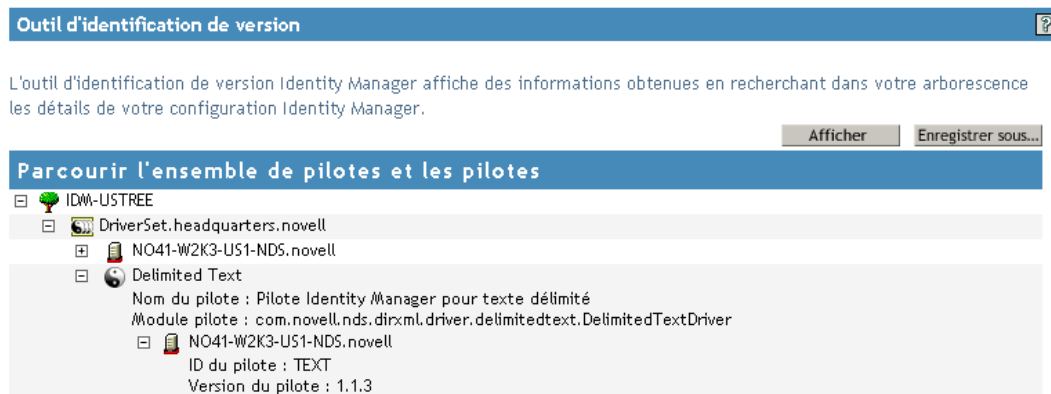 Outil d'identification de version
?
L'outil d'identification de version Identity Manager affiche des informations obtenues en recherchant dans votre arborescence
les détails de votre configuration Identity Manager.
Afficher Enregistrer sous...
Parcourir l'ensemble de pilotes et les pilotes
IDM-USTREE
DriverSet.headquarters.novell
NO41-W2K3-US1-NDS.novell
Delimited Text
Nom du pilote : Pilote Identity Manager pour texte délimité
Module pilote : com.novell.nds.dirxml.driver.delimitedtext.DelimitedTextDriver
NO41-W2K3-US1-NDS.novell
ID du pilote : TEXT
Version du pilote : 1.1.3